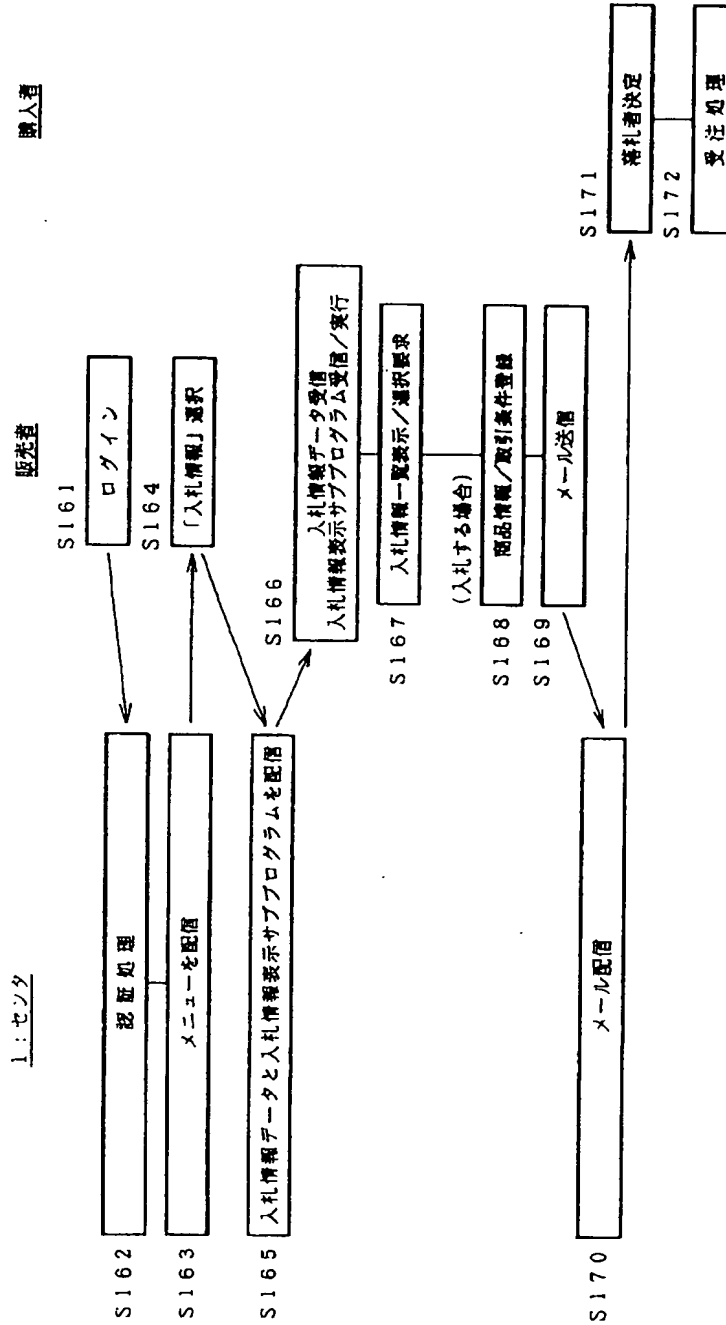 1：センタ
販売者
購入者
S161
ログイン
S162
認証処理
S163
メニューを配信
S164
「入札情報」選択
S165
入札情報データと入札情報表示サブプログラムを配信
S166
入札情報データ受信
入札情報表示サブプログラム受信/実行
S167
入札情報一覧表示/選択要求
(入札する場合)
S168
商品情報/取引条件登録
S169
メール送信
S170
メール配信
S171
落札者決定
S172
受注処理